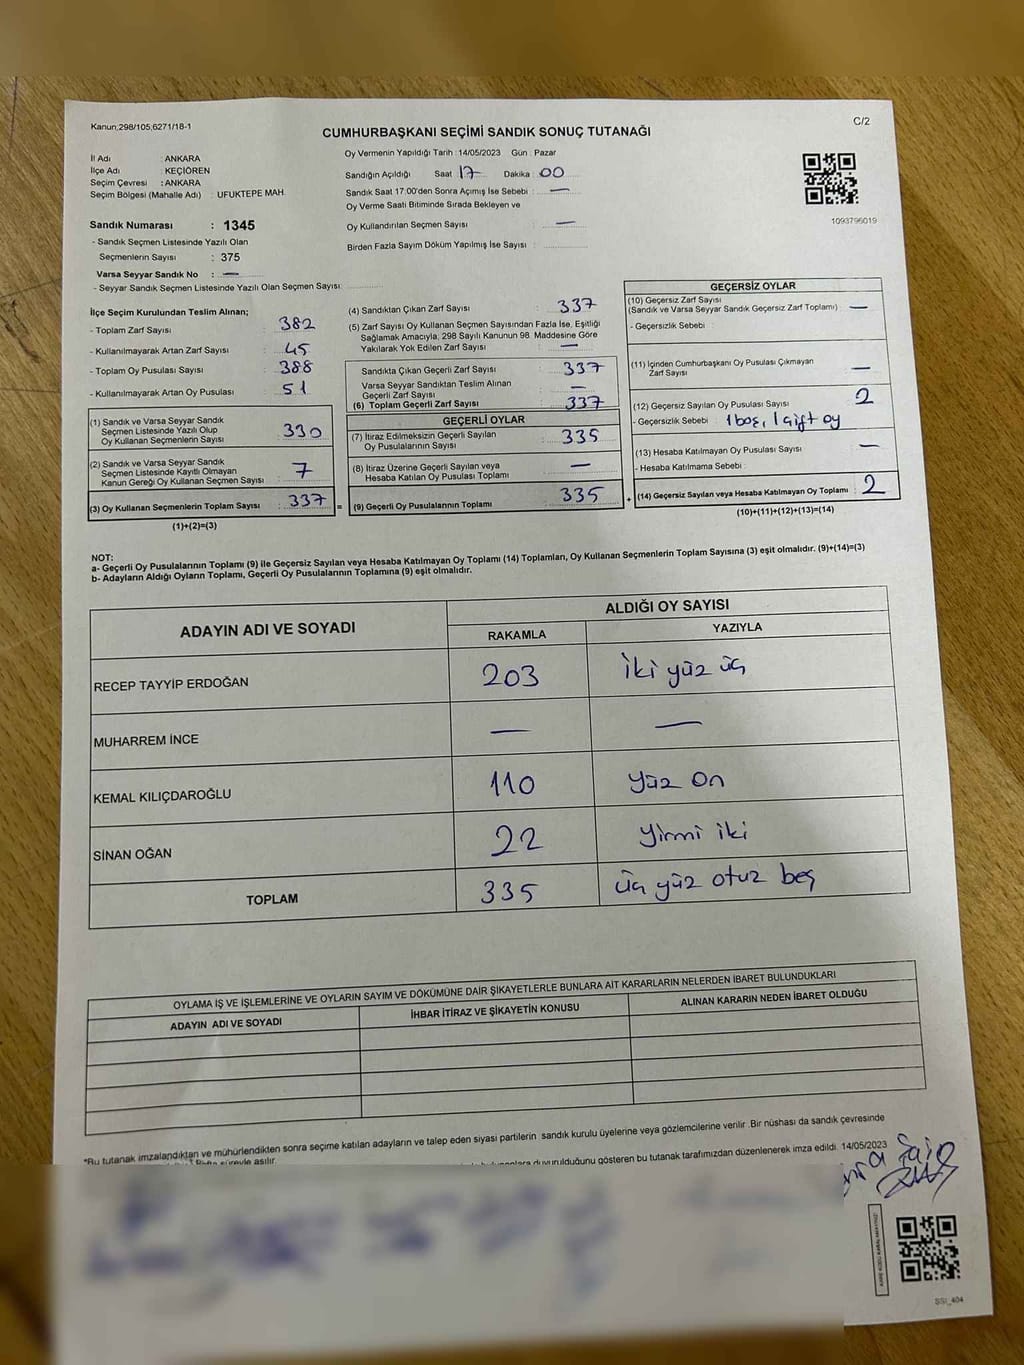 Kanun;298/105;6271/18-1
C/2
CUMHURBAŞKANI SEÇİMİ SANDIK SONUÇ TUTANAĞI
İl Adı : ANKARA
İlçe Adı : KEÇİÖREN
Seçim Çevresi : ANKARA
Seçim Bölgesi (Mahalle Adı) : UFUKTEPE MAH.
Sandık Numarası : 1345
- Sandık Seçmen Listesinde Yazılı Olan
Seçmenlerin Sayısı : 375
Varsa Seyyar Sandık No : —
- Seyyar Sandık Seçmen Listesinde Yazılı Olan Seçmen Sayısı:
Oy Vermenin Yapıldığı Tarih : 14/05/2023 Gün : Pazar
Sandığın Açıldığı Saat 17 Dakika : 00
Sandık Saat 17:00'den Sonra Açımış İse Sebebi : —
Oy Verme Saati Bitiminde Sırada Bekleyen ve
Oy Kullandırılan Seçmen Sayısı : —
Birden Fazla Sayım Döküm Yapılmış İse Sayısı :
1093796019
İlçe Seçim Kurulundan Teslim Alınan;
- Toplam Zarf Sayısı : 382
- Kullanılmayarak Artan Zarf Sayısı : 45
- Toplam Oy Pusulası Sayısı : 388
- Kullanılmayarak Artan Oy Pusulası : 51
(1) Sandık ve Varsa Seyyar Sandık
Seçmen Listesinde Yazılı Olup
Oy Kullanan Seçmenlerin Sayısı : 330
(2) Sandık ve Varsa Seyyar Sandık
Seçmen Listesinde Kayıtlı Olmayan
Kanun Gereği Oy Kullanan Seçmen Sayısı : 7
(3) Oy Kullanan Seçmenlerin Toplam Sayısı : 337 =
(1)+(2)=(3)
(4) Sandıktan Çıkan Zarf Sayısı : 337
(5) Zarf Sayısı Oy Kullanan Seçmen Sayısından Fazla İse, Eşitliği
Sağlamak Amacıyla; 298 Sayılı Kanunun 98. Maddesine Göre
Yakılarak Yok Edilen Zarf Sayısı : —
Sandıkta Çıkan Geçerli Zarf Sayısı : 337
Varsa Seyyar Sandıktan Teslim Alınan
Geçerli Zarf Sayısı : —
(6) Toplam Geçerli Zarf Sayısı : 337
GEÇERLİ OYLAR
(7) İtiraz Edilmeksizin Geçerli Sayılan
Oy Pusulalarının Sayısı : 335
(8) İtiraz Üzerine Geçerli Sayılan veya
Hesaba Katılan Oy Pusulası Toplamı : —
(9) Geçerli Oy Pusulalarının Toplamı : 335 +
GEÇERSİZ OYLAR
(10) Geçersiz Zarf Sayısı
(Sandık ve Varsa Seyyar Sandık Geçersiz Zarf Toplamı) : —
- Geçersizlik Sebebi :
(11) İçinden Cumhurbaşkanı Oy Pusulası Çıkmayan
Zarf Sayısı : —
(12) Geçersiz Sayılan Oy Pusulası Sayısı : 2
- Geçersizlik Sebebi : 1 boş, 1 çift oy
(13) Hesaba Katılmayan Oy Pusulası Sayısı : —
- Hesaba Katılmama Sebebi :
(14) Geçersiz Sayılan veya Hesaba Katılmayan Oy Toplamı : 2
(10)+(11)+(12)+(13)=(14)
NOT:
a- Geçerli Oy Pusulalarının Toplamı (9) ile Geçersiz Sayılan veya Hesaba Katılmayan Oy Toplamı (14) Toplamları, Oy Kullanan Seçmenlerin Toplam Sayısına (3) eşit olmalıdır. (9)+(14)=(3)
b- Adayların Aldığı Oyların Toplamı, Geçerli Oy Pusulalarının Toplamına (9) eşit olmalıdır.
ADAYIN ADI VE SOYADI
ALDIĞI OY SAYISI
RAKAMLA YAZIYLA
RECEP TAYYİP ERDOĞAN 203 iki yüz üç
MUHARREM İNCE — —
KEMAL KILIÇDAROĞLU 110 yüz on
SİNAN OĞAN 22 yirmi iki
TOPLAM 335 üç yüz otuz beş
OYLAMA İŞ VE İŞLEMLERİNE VE OYLARIN SAYIM VE DÖKÜMÜNE DAİR ŞİKAYETLERLE BUNLARA AİT KARARLARIN NELERDEN İBARET BULUNDUKLARI
ADAYIN ADI VE SOYADI İHBAR İTİRAZ VE ŞİKAYETİN KONUSU ALINAN KARARIN NEDEN İBARET OLDUĞU
*Bu tutanak imzalandıktan ve mühürlendikten sonra seçime katılan adayların ve talep eden siyasi partilerin sandık kurulu üyelerine veya gözlemcilerine verilir. Bir nüshası da sandık çevresinde
süreyle asılır. duyurulduğunu gösteren bu tutanak tarafımızdan düzenlenerek imza edildi. 14/05/2023
SSI_404